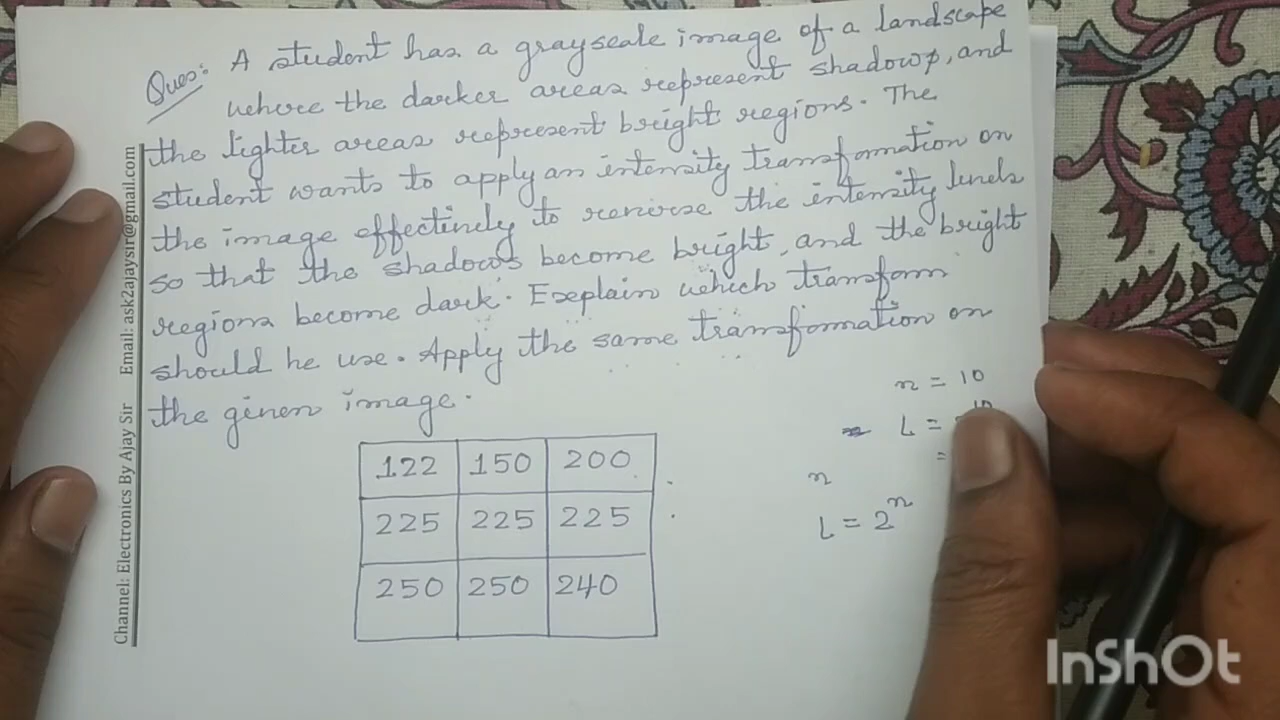 Ques: A student has a grayscale image of a landscape
where the darker areas represent shadows, and
the lighter areas represent bright regions. The
student wants to apply an intensity transformation on
the image effectively to reverse the intensity levels
so that the shadows become bright, and the bright
regions become dark. Explain which transform
should he use. Apply the same transformation on
the given image.
122 150 200
225 225 225
250 250 240
n = 10
L =
=
n
L = 2^n
Channel: Electronics By Ajay Sir Email: ask2ajaysir@gmail.com
InShOt